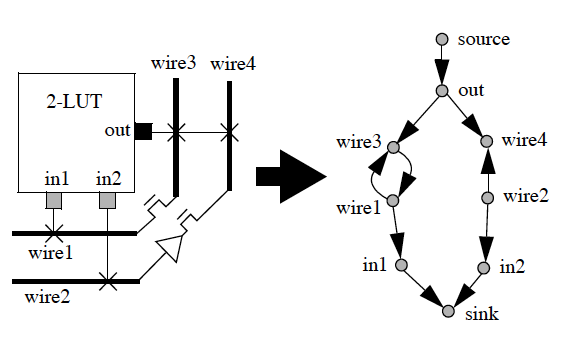 wire3 wire4
2-LUT
out
in1 in2
wire1
wire2
source
out
wire3 wire4
wire2
wire1
in1 in2
sink